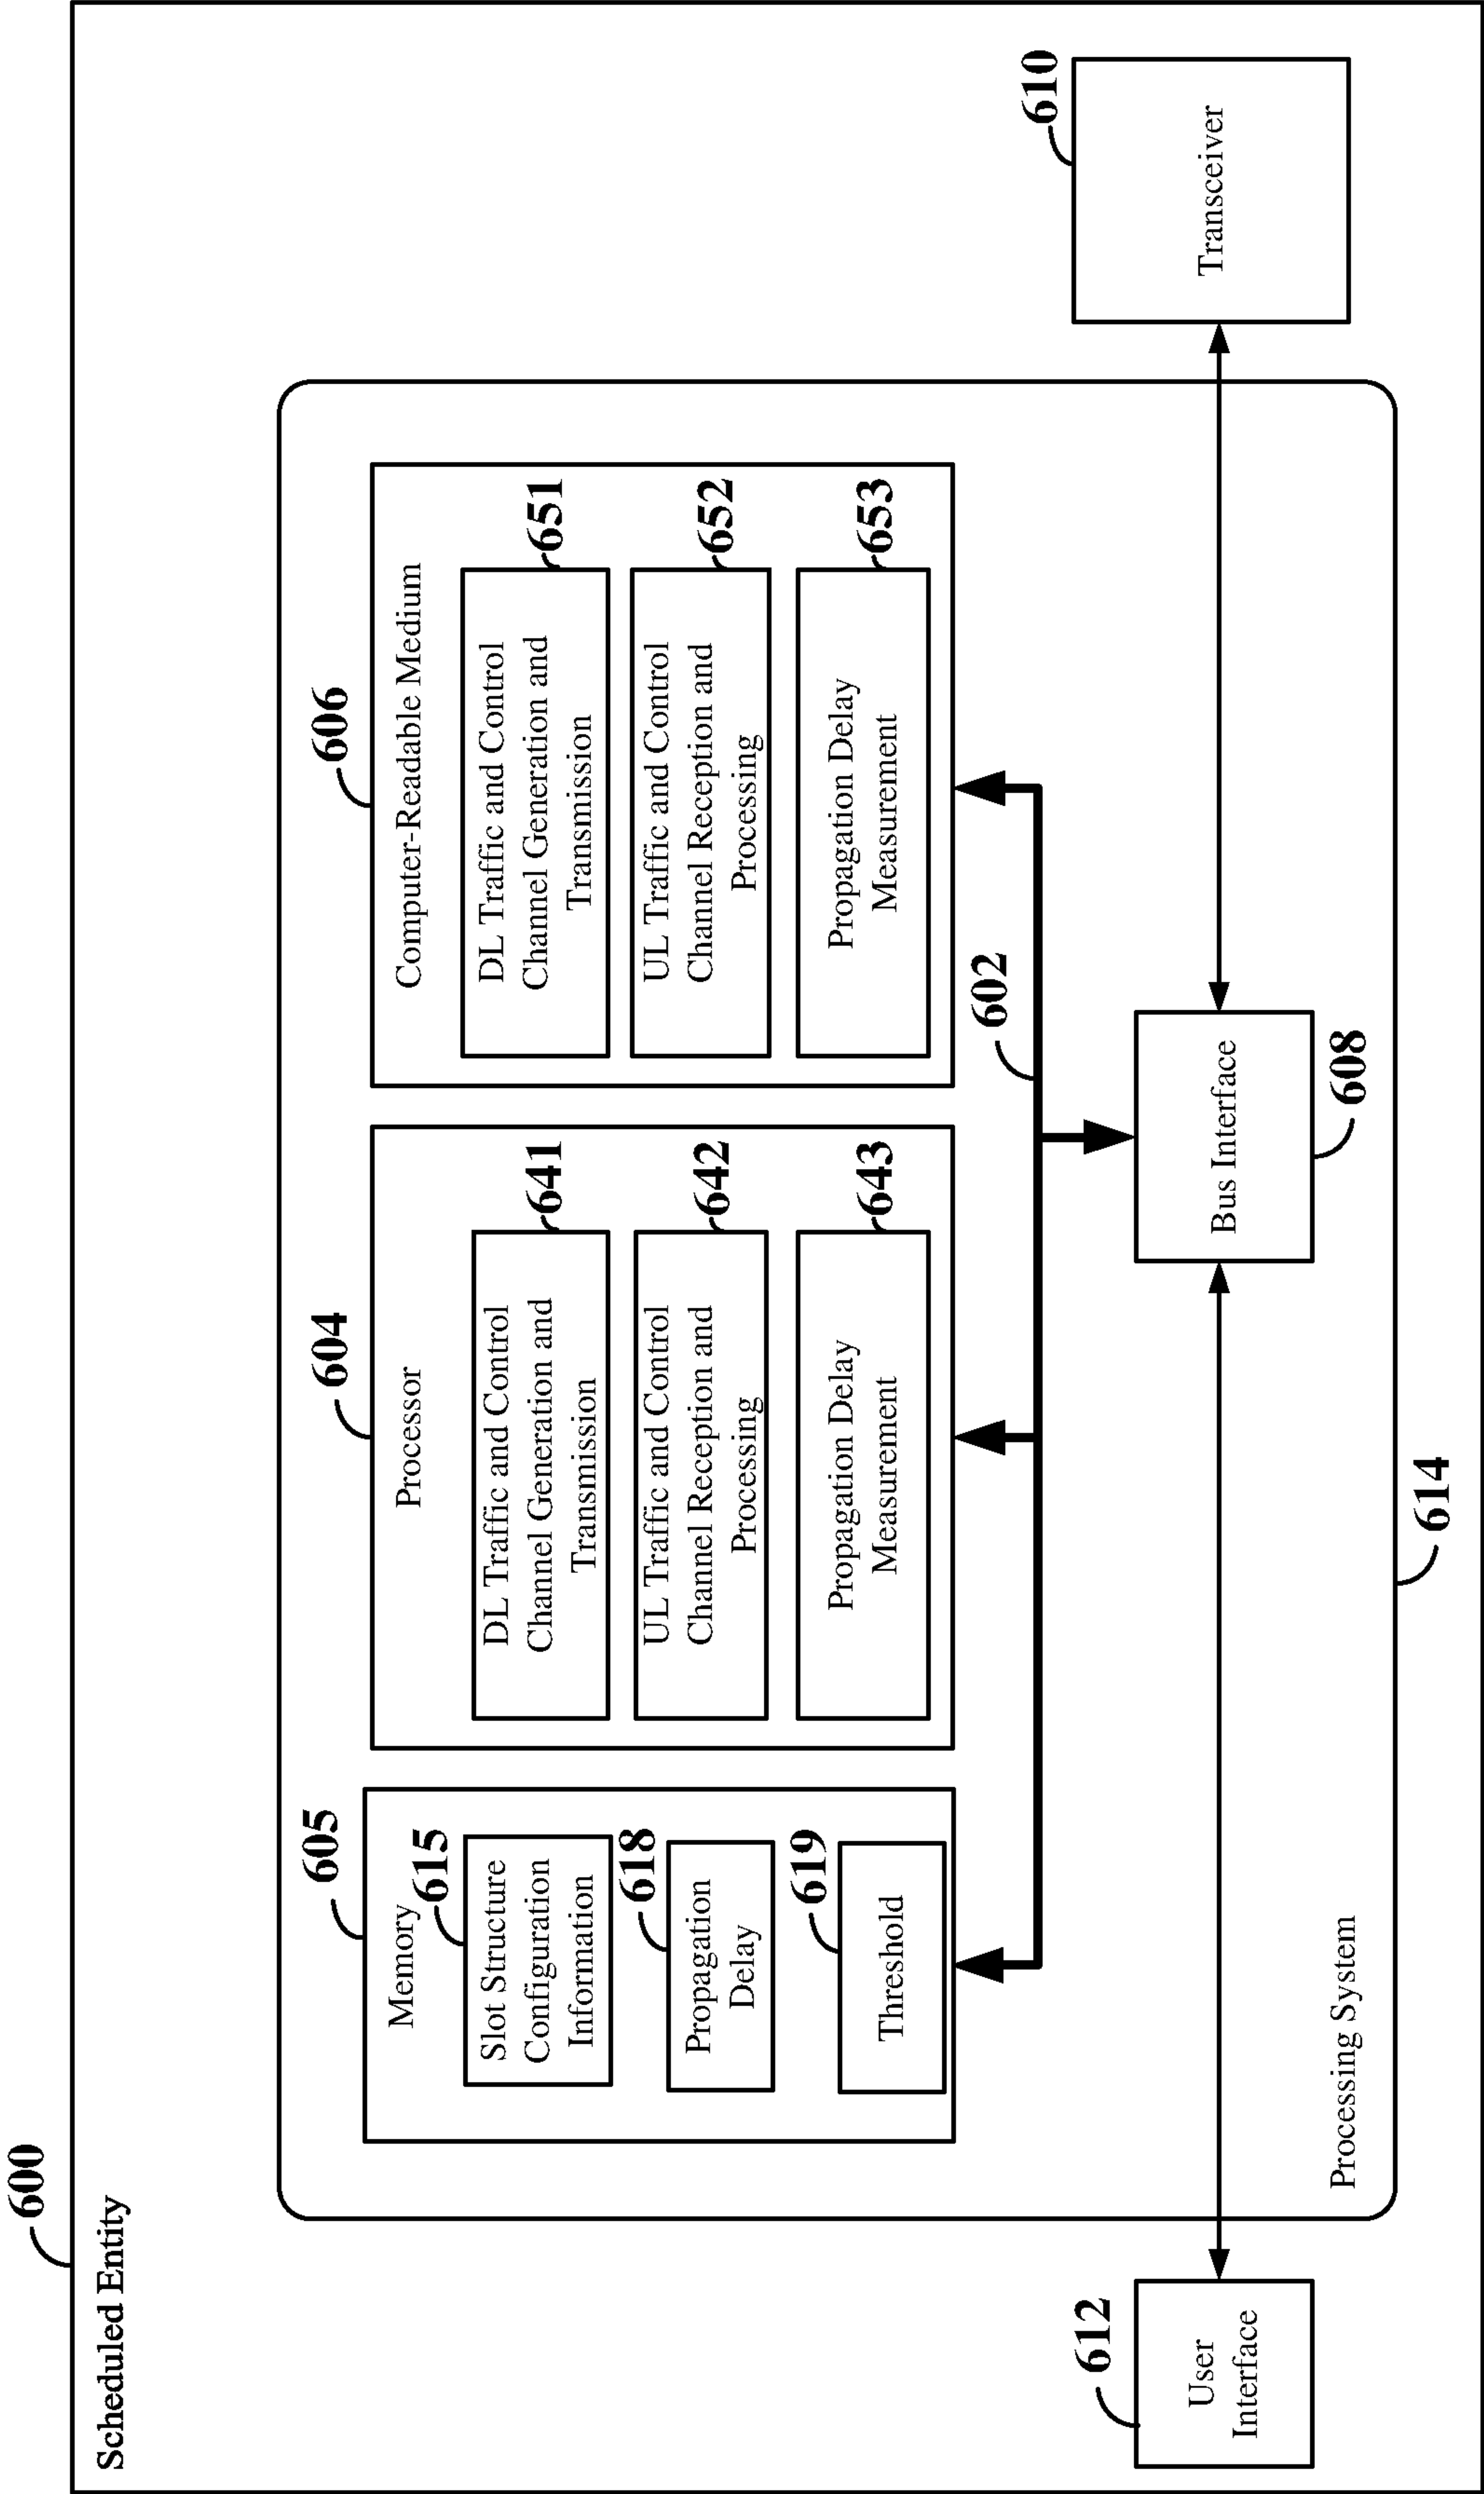 600
Scheduled Entity
605
Memory
615
Slot Structure
Configuration
Information
618
Propagation
Delay
619
Threshold
604
Processor
641
DL Traffic and Control
Channel Generation and
Transmission
642
UL Traffic and Control
Channel Reception and
Processing
643
Propagation Delay
Measurement
606
Computer-Readable Medium
651
DL Traffic and Control
Channel Generation and
Transmission
652
UL Traffic and Control
Channel Reception and
Processing
653
Propagation Delay
Measurement
602
612
User
Interface
Bus Interface
608
610
Transceiver
Processing System
614